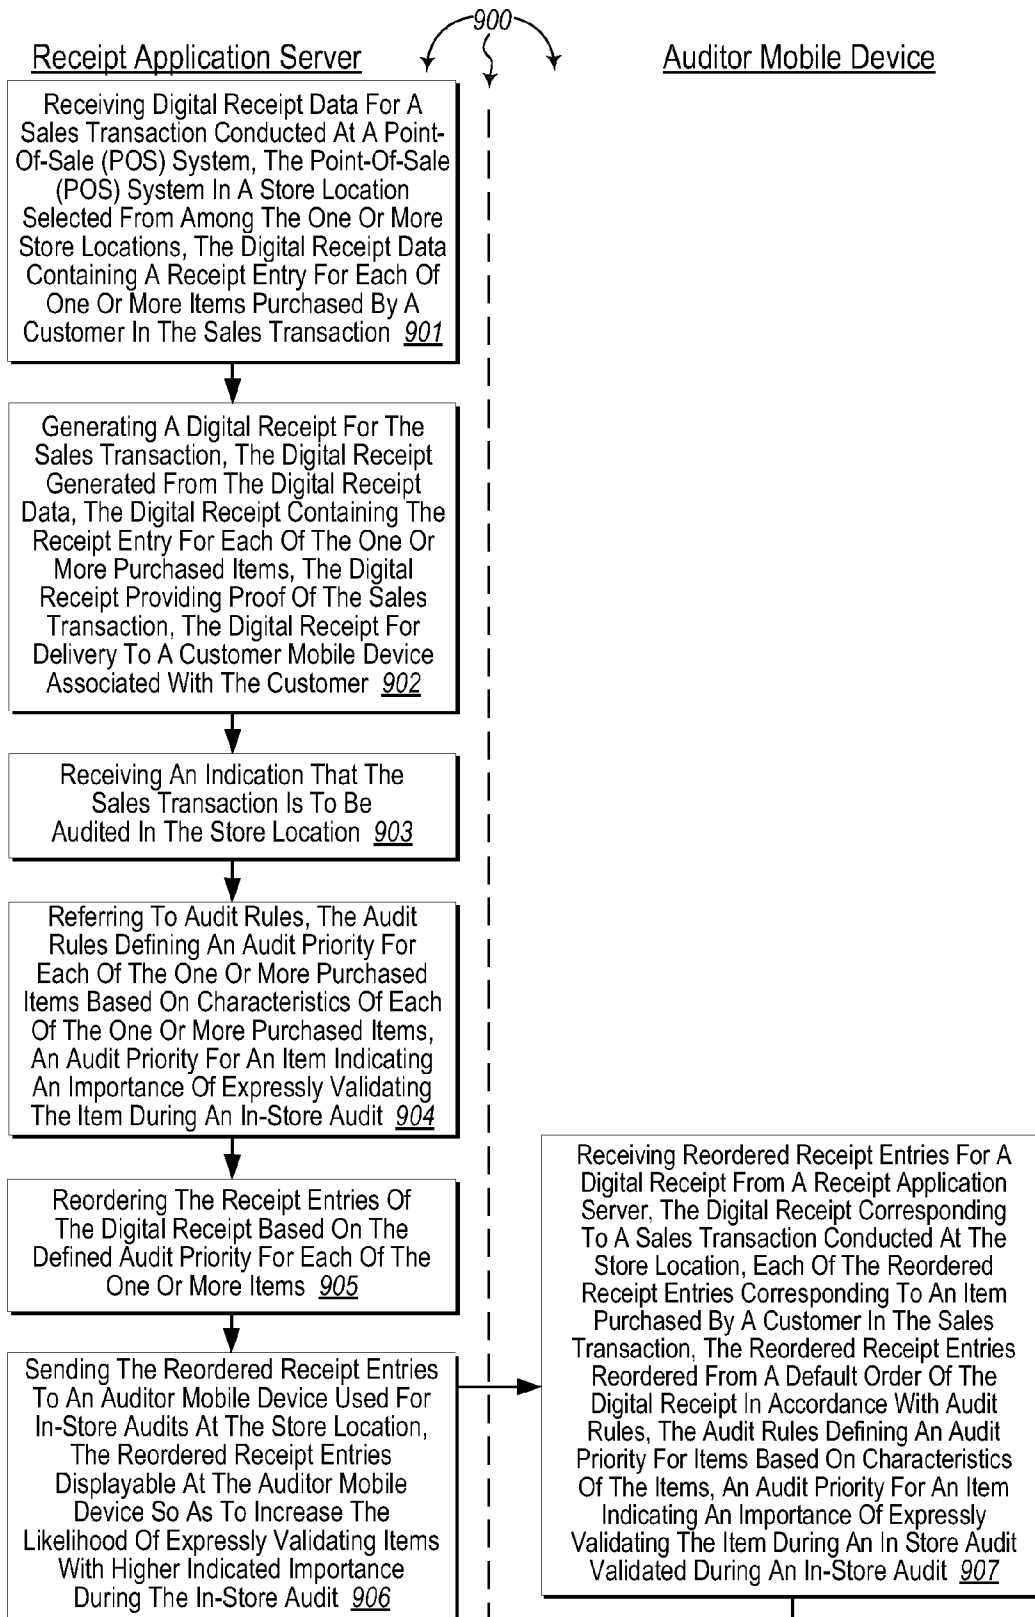 900
Receipt Application Server
Auditor Mobile Device
Receiving Digital Receipt Data For A
Sales Transaction Conducted At A Point-
Of-Sale (POS) System, The Point-Of-Sale
(POS) System In A Store Location
Selected From Among The One Or More
Store Locations, The Digital Receipt Data
Containing A Receipt Entry For Each Of
One Or More Items Purchased By A
Customer In The Sales Transaction 901
Generating A Digital Receipt For The
Sales Transaction, The Digital Receipt
Generated From The Digital Receipt
Data, The Digital Receipt Containing The
Receipt Entry For Each Of The One Or
More Purchased Items, The Digital
Receipt Providing Proof Of The Sales
Transaction, The Digital Receipt For
Delivery To A Customer Mobile Device
Associated With The Customer 902
Receiving An Indication That The
Sales Transaction Is To Be
Audited In The Store Location 903
Referring To Audit Rules, The Audit
Rules Defining An Audit Priority For
Each Of The One Or More Purchased
Items Based On Characteristics Of Each
Of The One Or More Purchased Items,
An Audit Priority For An Item Indicating
An Importance Of Expressly Validating
The Item During An In-Store Audit 904
Reordering The Receipt Entries Of
The Digital Receipt Based On The
Defined Audit Priority For Each Of The
One Or More Items 905
Sending The Reordered Receipt Entries
To An Auditor Mobile Device Used For
In-Store Audits At The Store Location,
The Reordered Receipt Entries
Displayable At The Auditor Mobile
Device So As To Increase The
Likelihood Of Expressly Validating Items
With Higher Indicated Importance
During The In-Store Audit 906
Receiving Reordered Receipt Entries For A
Digital Receipt From A Receipt Application
Server, The Digital Receipt Corresponding
To A Sales Transaction Conducted At The
Store Location, Each Of The Reordered
Receipt Entries Corresponding To An Item
Purchased By A Customer In The Sales
Transaction, The Reordered Receipt Entries
Reordered From A Default Order Of The
Digital Receipt In Accordance With Audit
Rules, The Audit Rules Defining An Audit
Priority For Items Based On Characteristics
Of The Items, An Audit Priority For An Item
Indicating An Importance Of Expressly
Validating The Item During An In Store Audit
Validated During An In-Store Audit 907